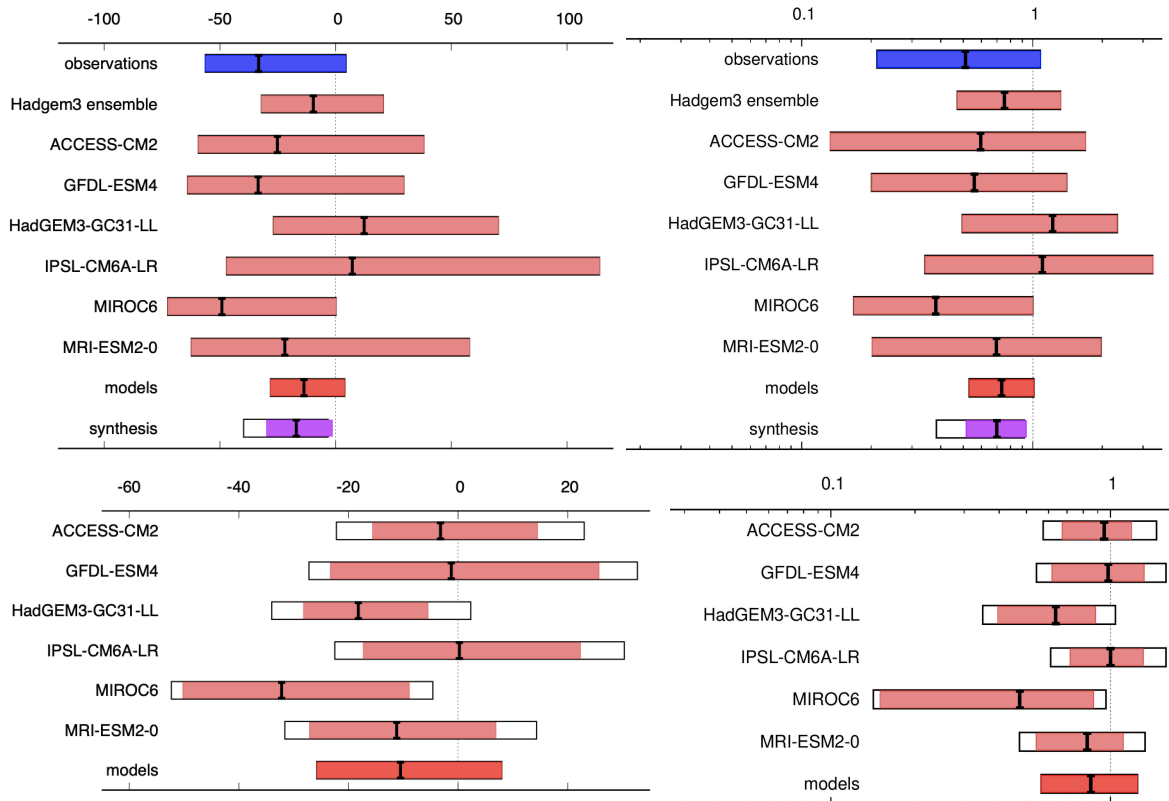 -100 -50 0 50 100
observations
Hadgem3 ensemble
ACCESS-CM2
GFDL-ESM4
HadGEM3-GC31-LL
IPSL-CM6A-LR
MIROC6
MRI-ESM2-0
models
synthesis
0.1 1
observations
Hadgem3 ensemble
ACCESS-CM2
GFDL-ESM4
HadGEM3-GC31-LL
IPSL-CM6A-LR
MIROC6
MRI-ESM2-0
models
synthesis
-60 -40 -20 0 20
ACCESS-CM2
GFDL-ESM4
HadGEM3-GC31-LL
IPSL-CM6A-LR
MIROC6
MRI-ESM2-0
models
0.1 1
ACCESS-CM2
GFDL-ESM4
HadGEM3-GC31-LL
IPSL-CM6A-LR
MIROC6
MRI-ESM2-0
models